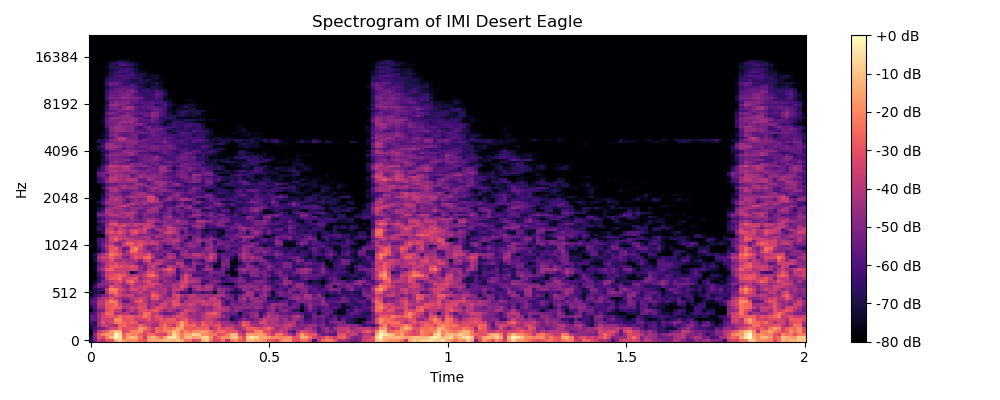 Spectrogram of IMI Desert Eagle
16384
8192
4096
2048
1024
512
0
Hz
0
0.5
1
1.5
2
Time
+0 dB
-10 dB
-20 dB
-30 dB
-40 dB
-50 dB
-60 dB
-70 dB
-80 dB